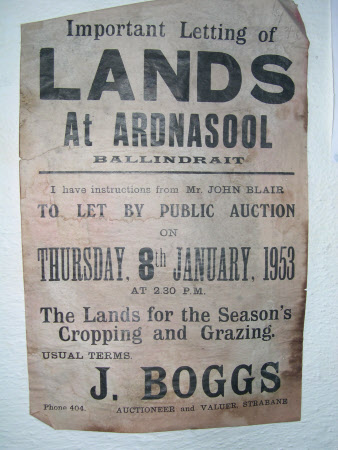 Important Letting of
LANDS
At ARDNASOOL
BALLINDRAIT
I have instructions from Mr. JOHN BLAIR
TO LET BY PUBLIC AUCTION
ON
THURSDAY, 8th JANUARY, 1953
AT 2.30 P.M.
The Lands for the Season's
Cropping and Grazing.
USUAL TERMS.
J. BOGGS
Phone 404. AUCTIONEER and VALUER, STRABANE